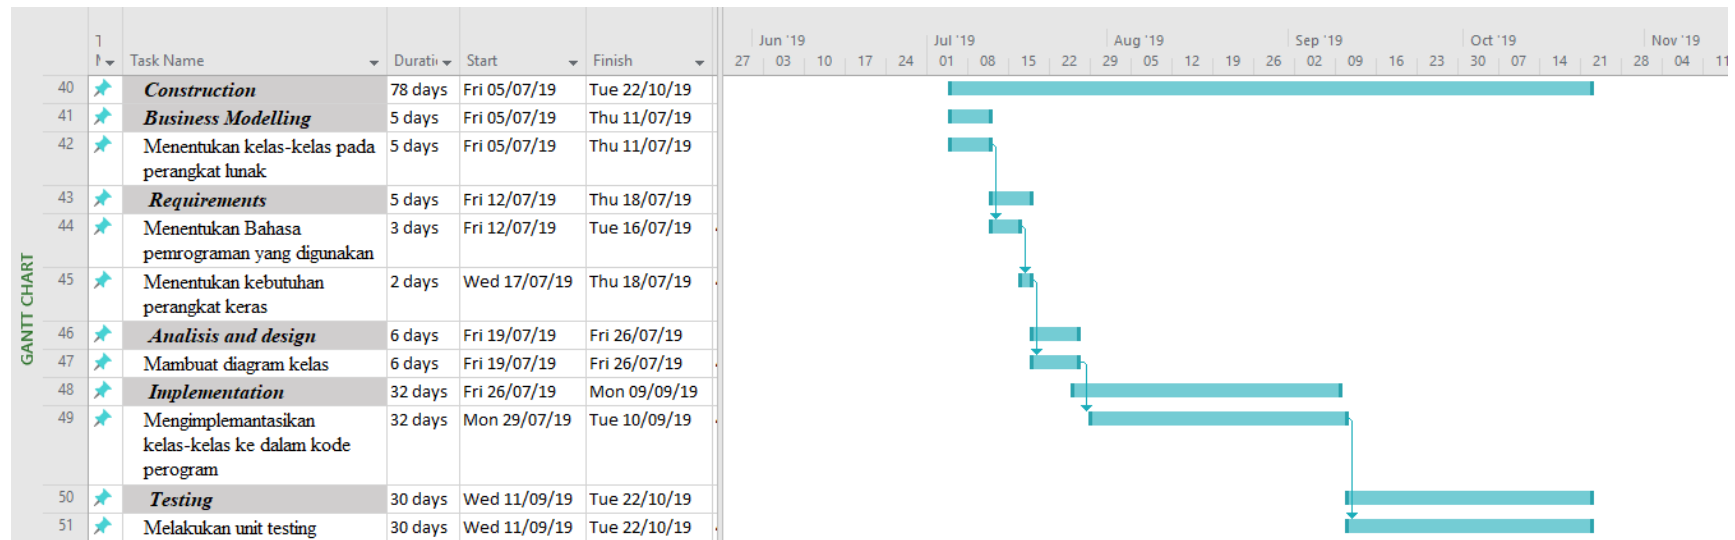 Jun '19 Jul '19 Aug '19 Sep '19 Oct '19 Nov '19
Task Name Start Finish 27 03 10 17 24 01 08 15 22 29 05 12 19 26 02 09 16 23 30 07 14 21 28 04 11
GANTT CHART
40 Construction 78 days Fri 05/07/19 Tue 22/10/19
41 Business Modelling 5 days Fri 05/07/19 Thu 11/07/19
42 Menentukan kelas-kelas pada 5 days Fri 05/07/19 Thu 11/07/19
perangkat lunak
43 Requirements 5 days Fri 12/07/19 Thu 18/07/19
44 Menentukan Bahasa 3 days Fri 12/07/19 Tue 16/07/19
pemrograman yang digunakan
45 Menentukan kebutuhan 2 days Wed 17/07/19 Thu 18/07/19
perangkat keras
46 Analisis and design 6 days Fri 19/07/19 Fri 26/07/19
47 Mambuat diagram kelas 6 days Fri 19/07/19 Fri 26/07/19
48 Implementation 32 days Fri 26/07/19 Mon 09/09/19
49 Mengimplemantasikan 32 days Mon 29/07/19 Tue 10/09/19
kelas-kelas ke dalam kode
perogram
50 Testing 30 days Wed 11/09/19 Tue 22/10/19
51 Melakukan unit testing 30 days Wed 11/09/19 Tue 22/10/19